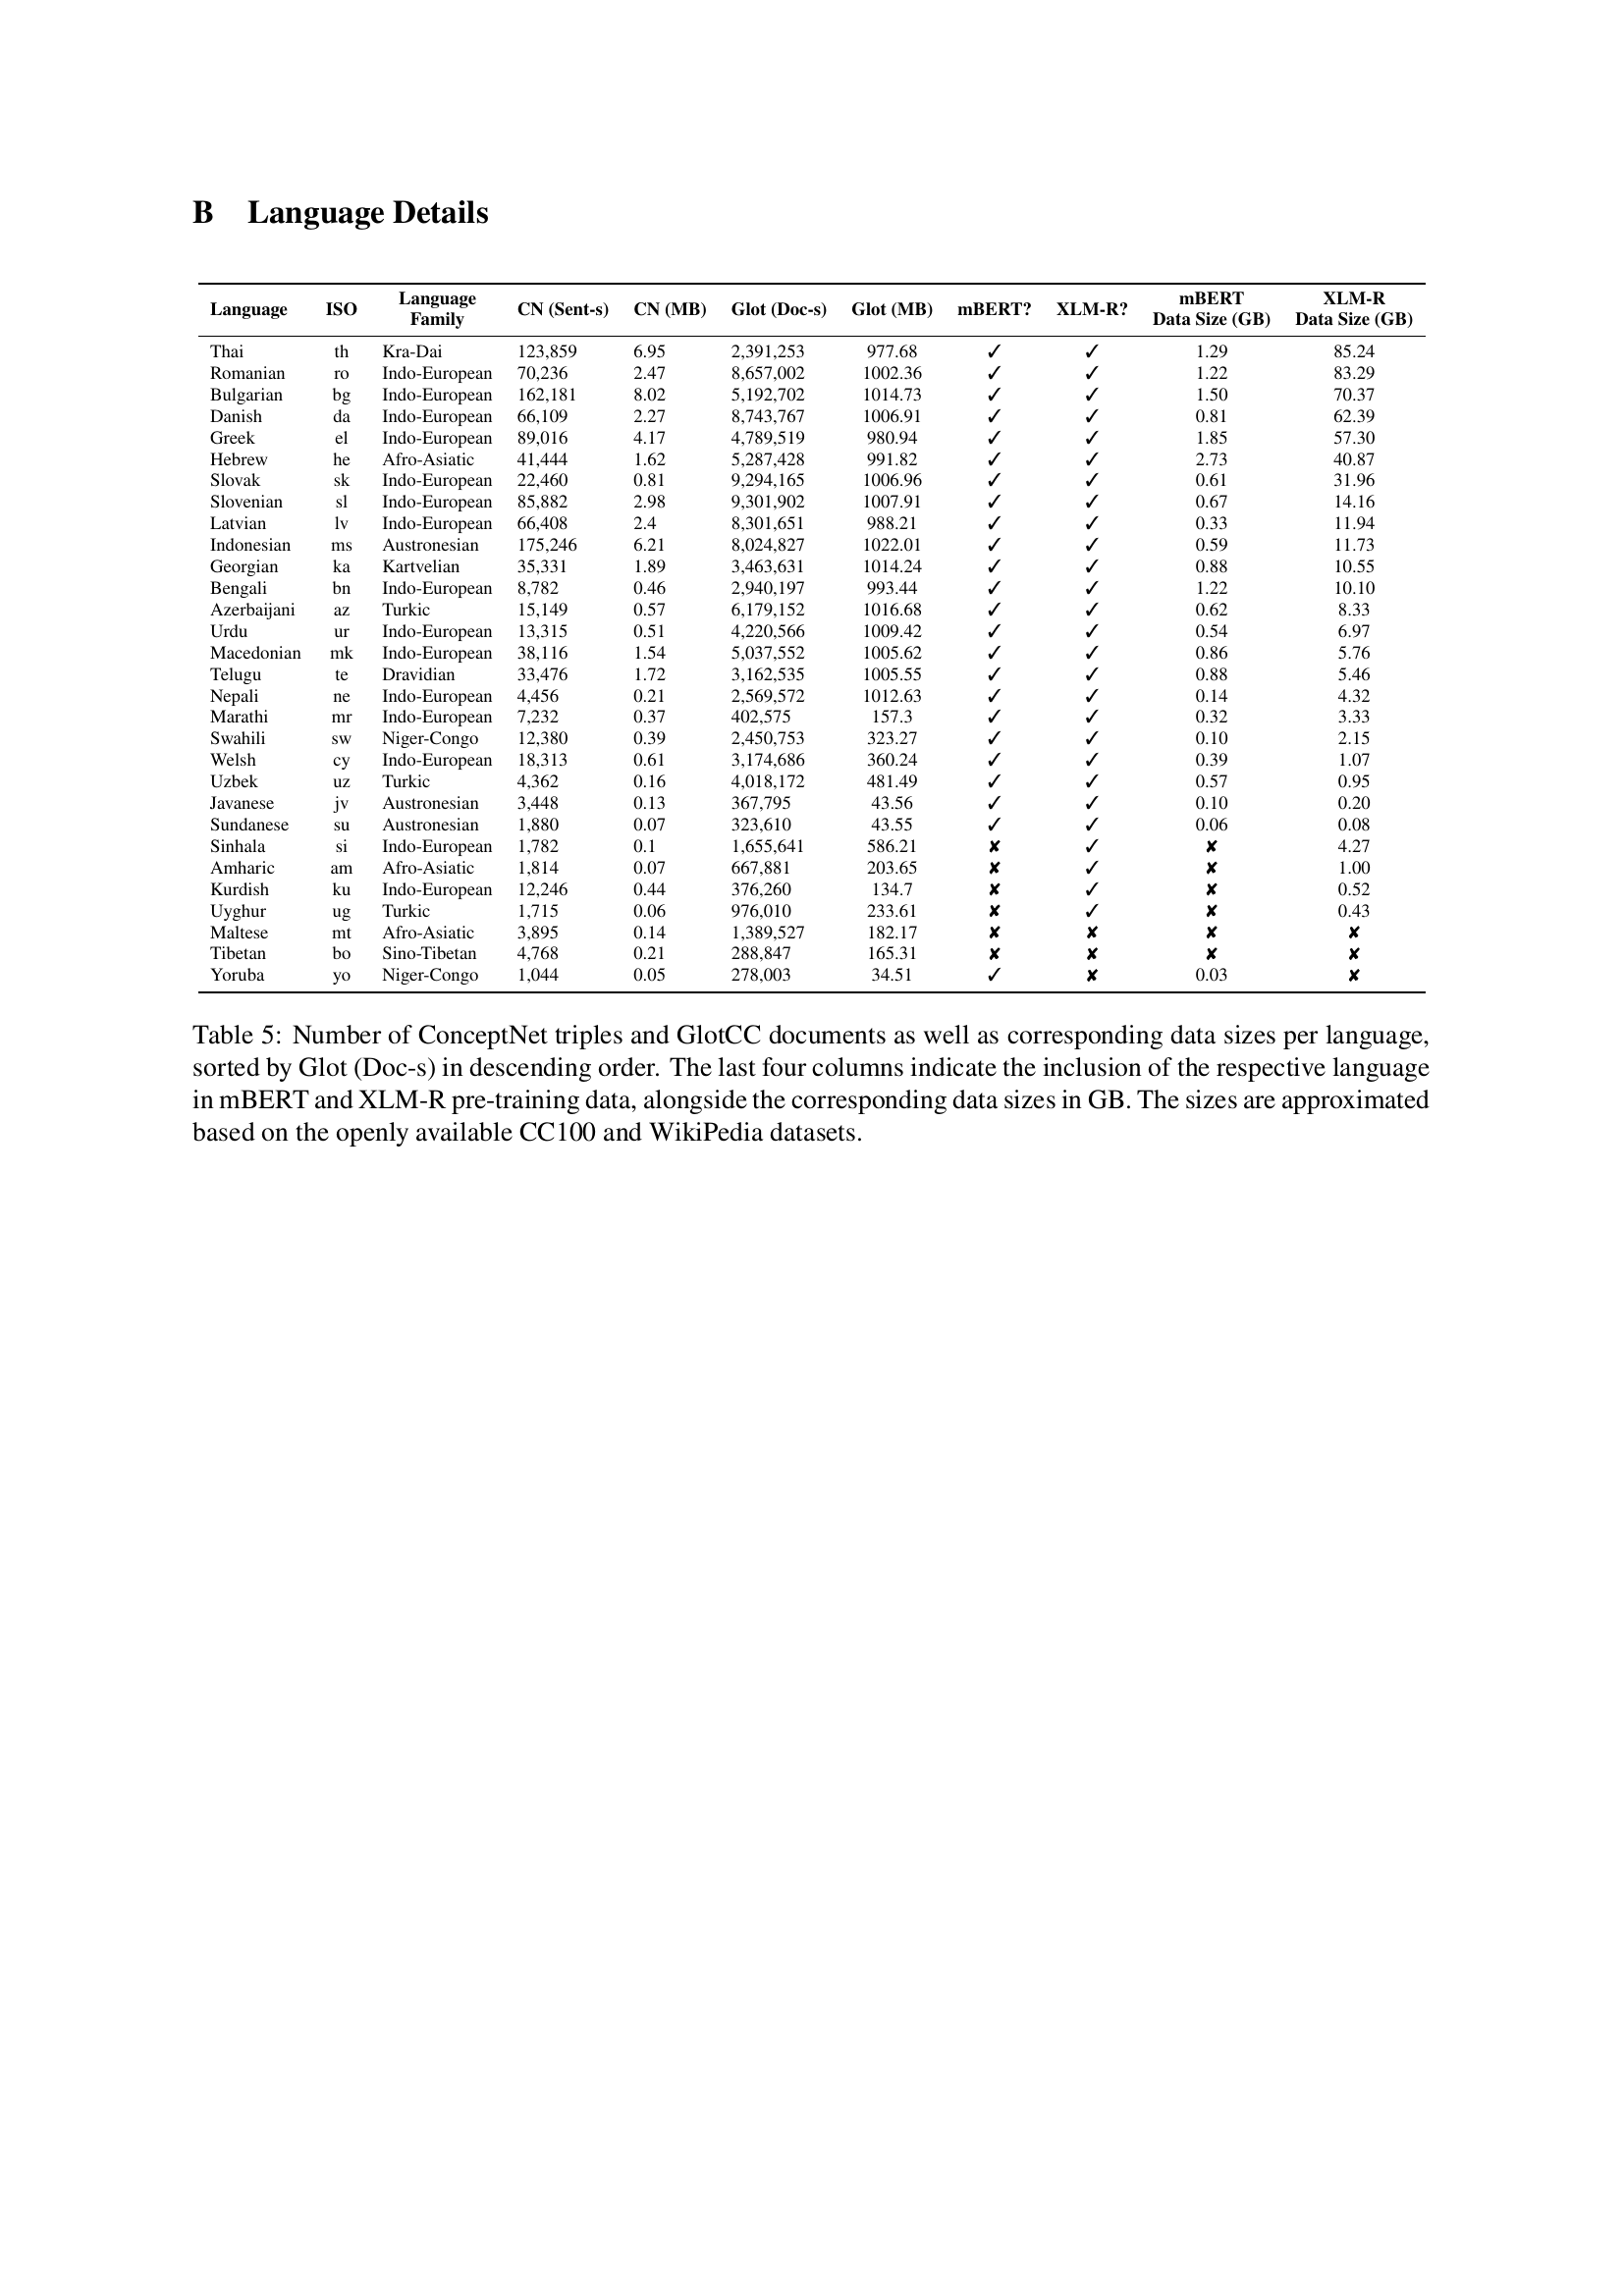 B Language Details
Language ISO Language Family CN (Sent-s) CN (MB) Glot (Doc-s) Glot (MB) mBERT? XLM-R? mBERT Data Size (GB) XLM-R Data Size (GB)
Thai th Kra-Dai 123,859 6.95 2,391,253 977.68 ✓ ✓ 1.29 85.24
Romanian ro Indo-European 70,236 2.47 8,657,002 1002.36 ✓ ✓ 1.22 83.29
Bulgarian bg Indo-European 162,181 8.02 5,192,702 1014.73 ✓ ✓ 1.50 70.37
Danish da Indo-European 66,109 2.27 8,743,767 1006.91 ✓ ✓ 0.81 62.39
Greek el Indo-European 89,016 4.17 4,789,519 980.94 ✓ ✓ 1.85 57.30
Hebrew he Afro-Asiatic 41,444 1.62 5,287,428 991.82 ✓ ✓ 2.73 40.87
Slovak sk Indo-European 22,460 0.81 9,294,165 1006.96 ✓ ✓ 0.61 31.96
Slovenian sl Indo-European 85,882 2.98 9,301,902 1007.91 ✓ ✓ 0.67 14.16
Latvian lv Indo-European 66,408 2.4 8,301,651 988.21 ✓ ✓ 0.33 11.94
Indonesian ms Austronesian 175,246 6.21 8,024,827 1022.01 ✓ ✓ 0.59 11.73
Georgian ka Kartvelian 35,331 1.89 3,463,631 1014.24 ✓ ✓ 0.88 10.55
Bengali bn Indo-European 8,782 0.46 2,940,197 993.44 ✓ ✓ 1.22 10.10
Azerbaijani az Turkic 15,149 0.57 6,179,152 1016.68 ✓ ✓ 0.62 8.33
Urdu ur Indo-European 13,315 0.51 4,220,566 1009.42 ✓ ✓ 0.54 6.97
Macedonian mk Indo-European 38,116 1.54 5,037,552 1005.62 ✓ ✓ 0.86 5.76
Telugu te Dravidian 33,476 1.72 3,162,535 1005.55 ✓ ✓ 0.88 5.46
Nepali ne Indo-European 4,456 0.21 2,569,572 1012.63 ✓ ✓ 0.14 4.32
Marathi mr Indo-European 7,232 0.37 402,575 157.3 ✓ ✓ 0.32 3.33
Swahili sw Niger-Congo 12,380 0.39 2,450,753 323.27 ✓ ✓ 0.10 2.15
Welsh cy Indo-European 18,313 0.61 3,174,686 360.24 ✓ ✓ 0.39 1.07
Uzbek uz Turkic 4,362 0.16 4,018,172 481.49 ✓ ✓ 0.57 0.95
Javanese jv Austronesian 3,448 0.13 367,795 43.56 ✓ ✓ 0.10 0.20
Sundanese su Austronesian 1,880 0.07 323,610 43.55 ✓ ✓ 0.06 0.08
Sinhala si Indo-European 1,782 0.1 1,655,641 586.21 ✘ ✓ ✘ 4.27
Amharic am Afro-Asiatic 1,814 0.07 667,881 203.65 ✘ ✓ ✘ 1.00
Kurdish ku Indo-European 12,246 0.44 376,260 134.7 ✘ ✓ ✘ 0.52
Uyghur ug Turkic 1,715 0.06 976,010 233.61 ✘ ✓ ✘ 0.43
Maltese mt Afro-Asiatic 3,895 0.14 1,389,527 182.17 ✘ ✘ ✘ ✘
Tibetan bo Sino-Tibetan 4,768 0.21 288,847 165.31 ✘ ✘ ✘ ✘
Yoruba yo Niger-Congo 1,044 0.05 278,003 34.51 ✓ ✘ 0.03 ✘
Table 5: Number of ConceptNet triples and GlotCC documents as well as corresponding data sizes per language,
sorted by Glot (Doc-s) in descending order. The last four columns indicate the inclusion of the respective language
in mBERT and XLM-R pre-training data, alongside the corresponding data sizes in GB. The sizes are approximated
based on the openly available CC100 and WikiPedia datasets.